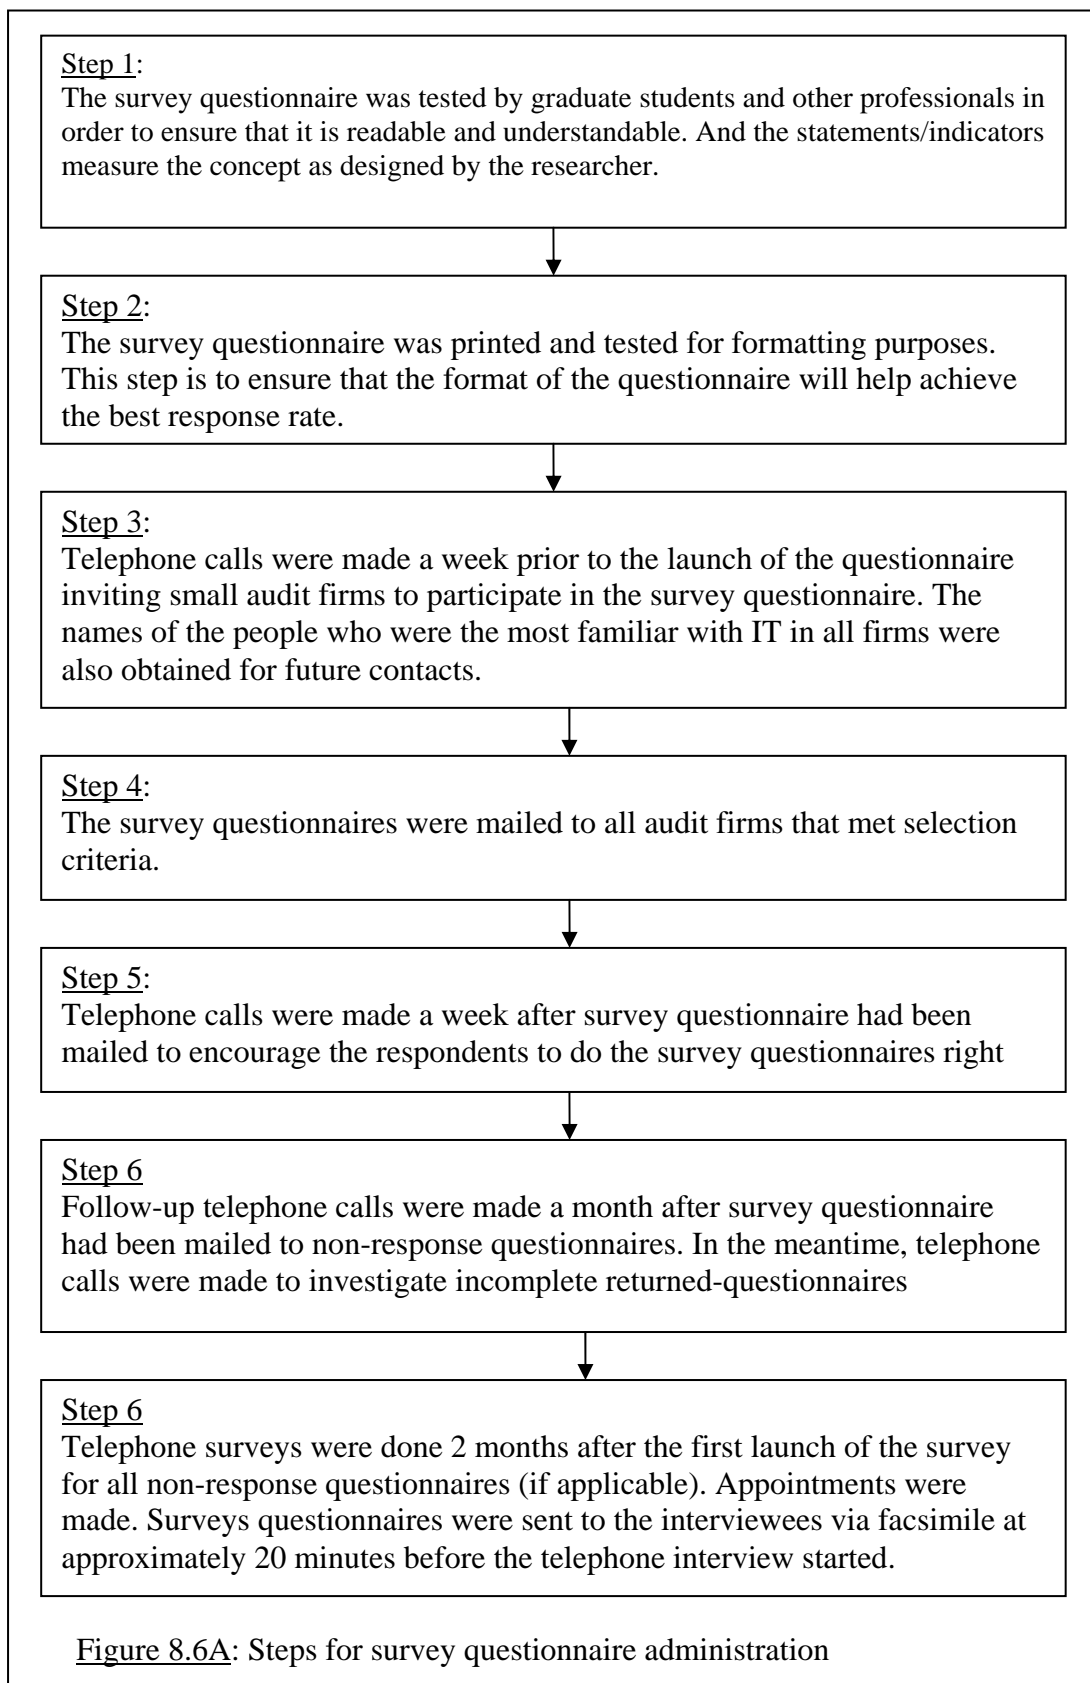 Step 1:
The survey questionnaire was tested by graduate students and other professionals in
order to ensure that it is readable and understandable. And the statements/indicators
measure the concept as designed by the researcher.
Step 2:
The survey questionnaire was printed and tested for formatting purposes.
This step is to ensure that the format of the questionnaire will help achieve
the best response rate.
Step 3:
Telephone calls were made a week prior to the launch of the questionnaire
inviting small audit firms to participate in the survey questionnaire. The
names of the people who were the most familiar with IT in all firms were
also obtained for future contacts.
Step 4:
The survey questionnaires were mailed to all audit firms that met selection
criteria.
Step 5:
Telephone calls were made a week after survey questionnaire had been
mailed to encourage the respondents to do the survey questionnaires right
Step 6
Follow-up telephone calls were made a month after survey questionnaire
had been mailed to non-response questionnaires. In the meantime, telephone
calls were made to investigate incomplete returned-questionnaires
Step 6
Telephone surveys were done 2 months after the first launch of the survey
for all non-response questionnaires (if applicable). Appointments were
made. Surveys questionnaires were sent to the interviewees via facsimile at
approximately 20 minutes before the telephone interview started.
Figure 8.6A: Steps for survey questionnaire administration